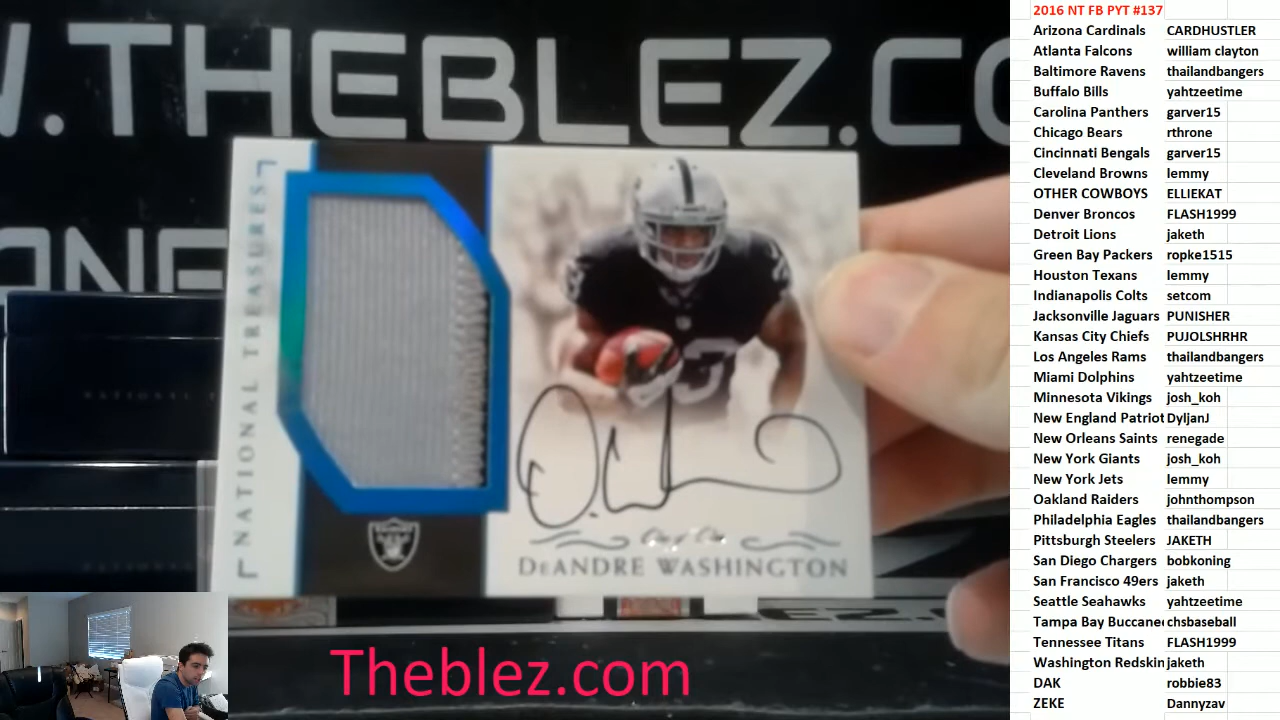 W.THEBLEZ.CO
ANE
NATIONAL TREASURES
RAIDERS
One of One
DEANDRE WASHINGTON
Theblez.com
2016 NT FB PYT #137
Arizona Cardinals CARDHUSTLER
Atlanta Falcons william clayton
Baltimore Ravens thailandbangers
Buffalo Bills yahtzeetime
Carolina Panthers garver15
Chicago Bears rthrone
Cincinnati Bengals garver15
Cleveland Browns lemmy
OTHER COWBOYS ELLIEKAT
Denver Broncos FLASH1999
Detroit Lions jaketh
Green Bay Packers ropke1515
Houston Texans lemmy
Indianapolis Colts setcom
Jacksonville Jaguars PUNISHER
Kansas City Chiefs PUJOLSHRHR
Los Angeles Rams thailandbangers
Miami Dolphins yahtzeetime
Minnesota Vikings josh_koh
New England Patriot DyljanJ
New Orleans Saints renegade
New York Giants josh_koh
New York Jets lemmy
Oakland Raiders johnthompson
Philadelphia Eagles thailandbangers
Pittsburgh Steelers JAKETH
San Diego Chargers bobkoning
San Francisco 49ers jaketh
Seattle Seahawks yahtzeetime
Tampa Bay Buccanee chsbaseball
Tennessee Titans FLASH1999
Washington Redskin jaketh
DAK robbie83
ZEKE Dannyzav